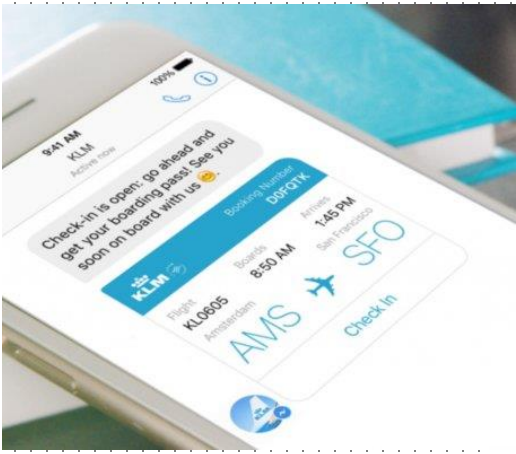 9:41 AM
100%
KLM
Active now
Check-in is open: go ahead and
get your boarding pass! See you
soon on board with us 😊.
KLM
Booking Number
D0FQTK
Flight
Boards
Arrives
KL0605
8:50 AM
1:45 PM
Amsterdam
San Francisco
AMS
SFO
Check In
KLM